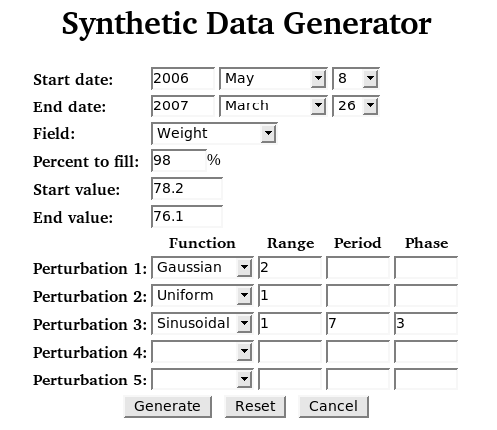 Synthetic Data Generator
Start date: 2006 May 8
End date: 2007 March 26
Field: Weight
Percent to fill: 98 %
Start value: 78.2
End value: 76.1
Function Range Period Phase
Perturbation 1: Gaussian 2
Perturbation 2: Uniform 1
Perturbation 3: Sinusoidal 1 7 3
Perturbation 4:
Perturbation 5:
Generate Reset Cancel